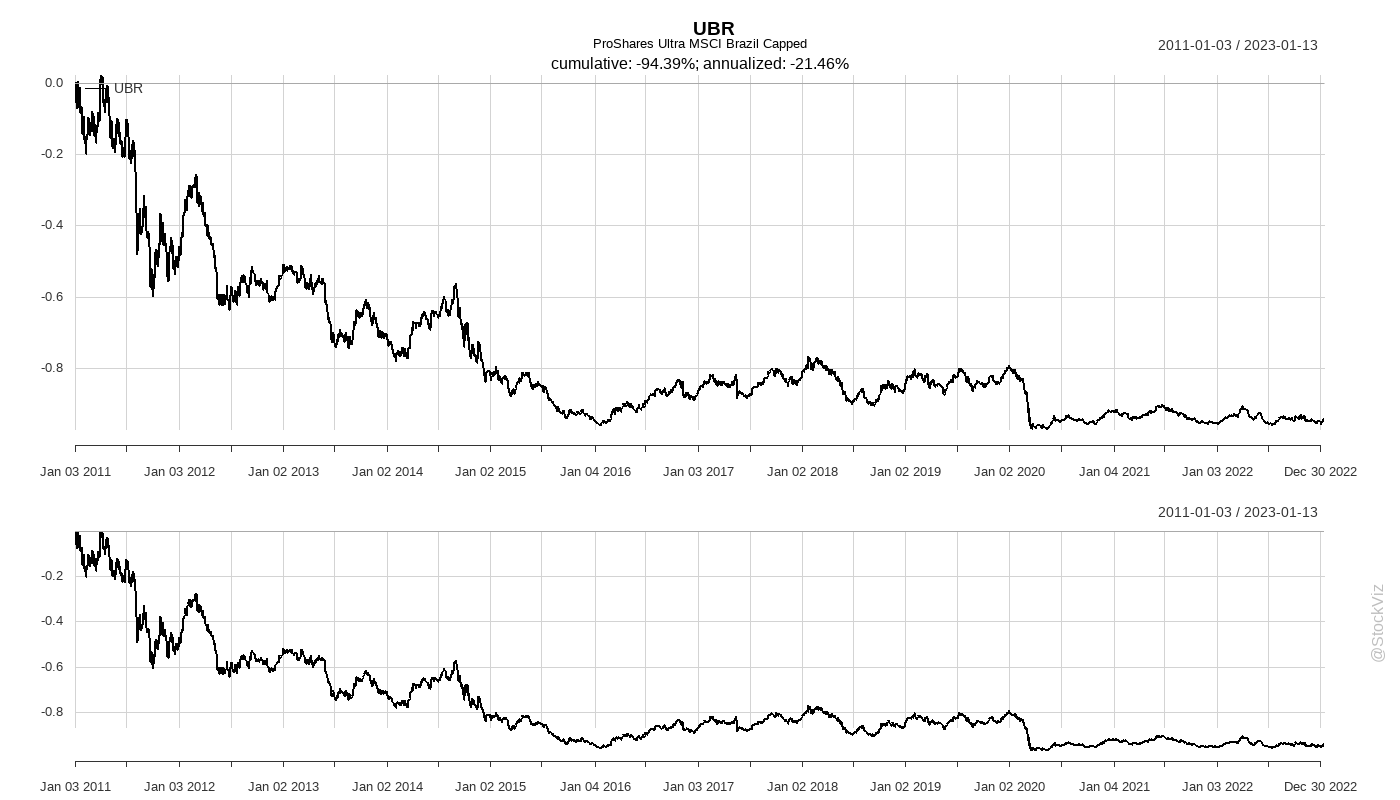 UBR
ProShares Ultra MSCI Brazil Capped
2011-01-03 / 2023-01-13
cumulative: -94.39%; annualized: -21.46%
0.0
UBR
-0.2
-0.4
-0.6
-0.8
Jan 03 2011 Jan 03 2012 Jan 02 2013 Jan 02 2014 Jan 02 2015 Jan 04 2016 Jan 03 2017 Jan 02 2018 Jan 02 2019 Jan 02 2020 Jan 04 2021 Jan 03 2022 Dec 30 2022
2011-01-03 / 2023-01-13
-0.2
-0.4
-0.6
-0.8
Jan 03 2011 Jan 03 2012 Jan 02 2013 Jan 02 2014 Jan 02 2015 Jan 04 2016 Jan 03 2017 Jan 02 2018 Jan 02 2019 Jan 02 2020 Jan 04 2021 Jan 03 2022 Dec 30 2022
@StockViz